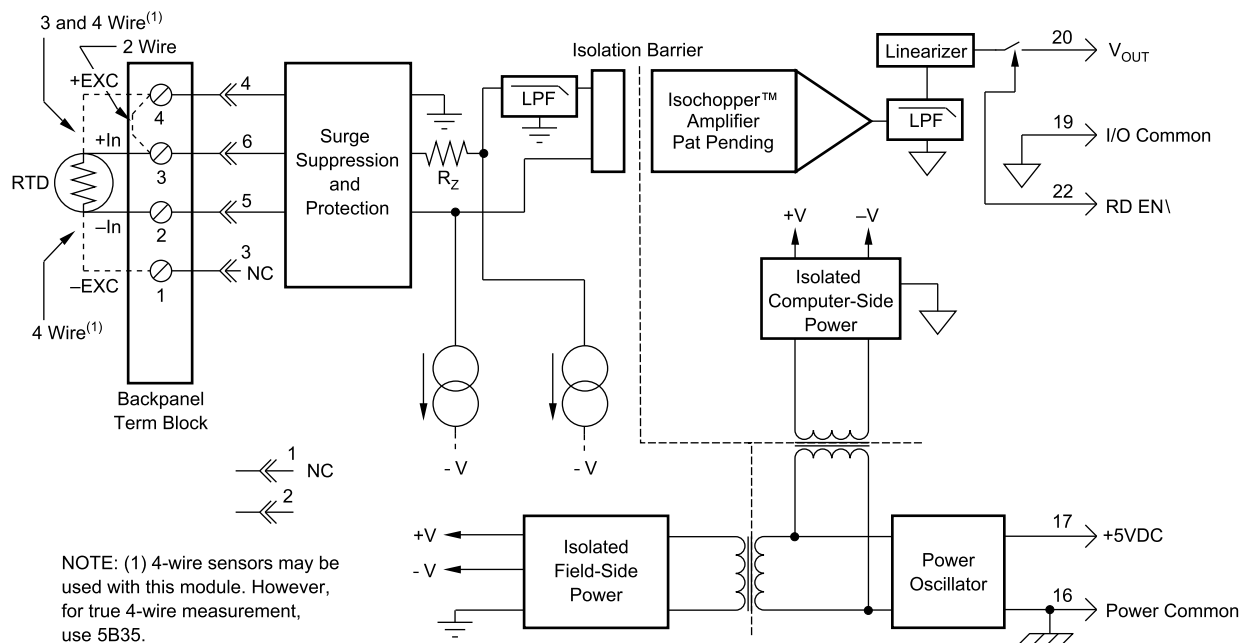 3 and 4 Wire(1)
2 Wire
+EXC
4
4
+In
6
3
RTD
5
–In
2
3
NC
–EXC
1
4 Wire(1)
Backpanel
Term Block
Surge
Suppression
and
Protection
RZ
LPF
Isolation Barrier
Isochopper™
Amplifier
Pat Pending
Linearizer
LPF
20
VOUT
19
I/O Common
22
RD EN\
+V
–V
Isolated
Computer-Side
Power
- V
- V
1
NC
2
+V
- V
Isolated
Field-Side
Power
Power
Oscillator
17
+5VDC
16
Power Common
NOTE: (1) 4-wire sensors may be
used with this module. However,
for true 4-wire measurement,
use 5B35.